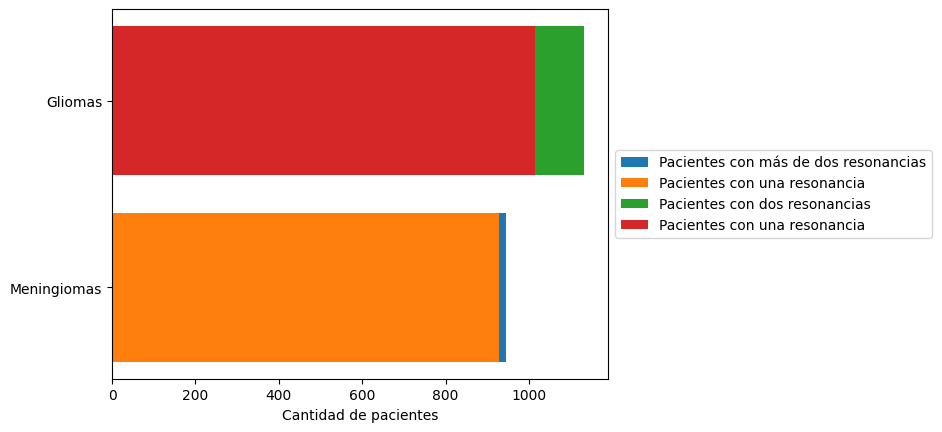 Gliomas
Meningiomas
0 200 400 600 800 1000
Cantidad de pacientes
Pacientes con más de dos resonancias
Pacientes con una resonancia
Pacientes con dos resonancias
Pacientes con una resonancia